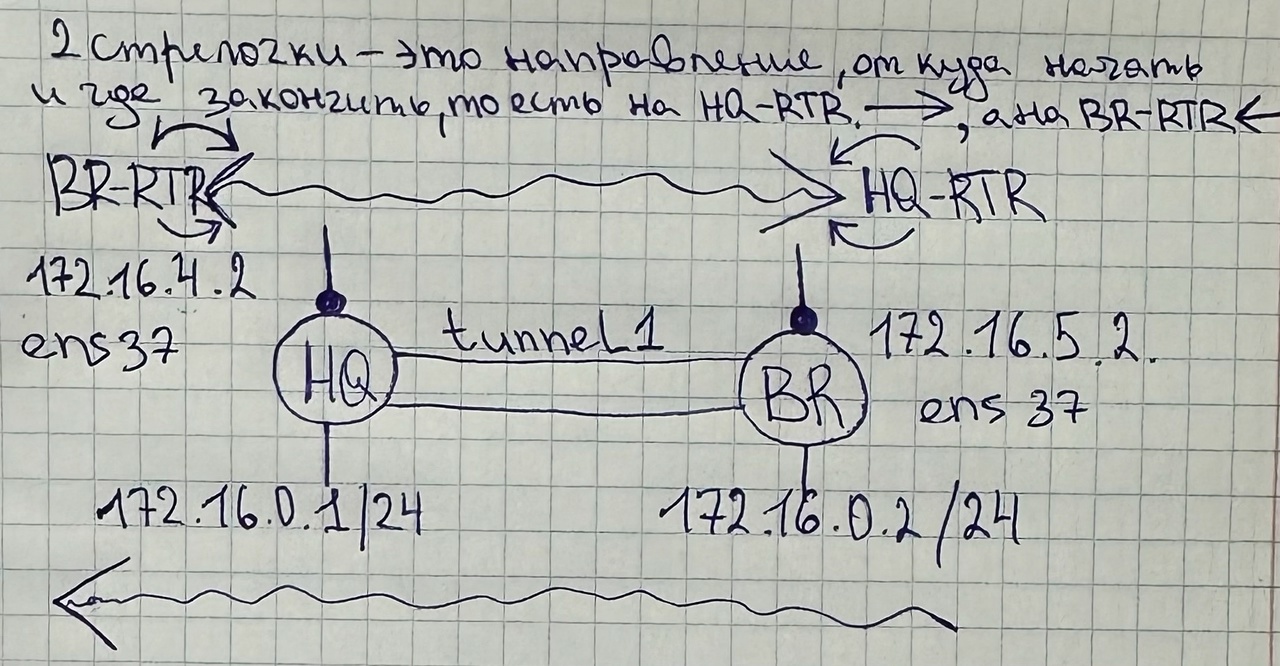 2 стрелочки – это направление, от куда начать
и где закончить, то есть на HQ-RTR. →, а на BR-RTR ←
BR-RTR
HQ-RTR
172.16.4.2
ens37
tunnel1
172.16.5.2.
HQ
BR
ens 37
172.16.0.1/24
172.16.0.2/24